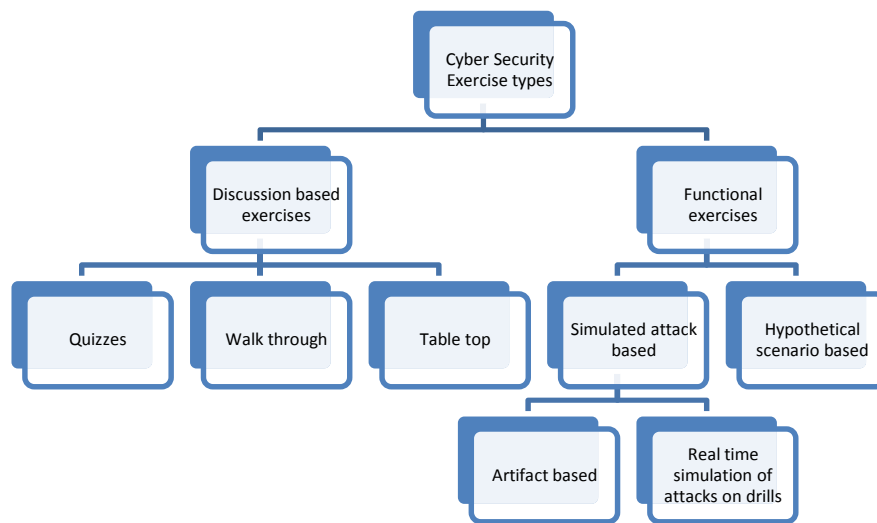 Cyber Security
Exercise types
Discussion based
exercises
Functional
exercises
Quizzes
Walk through
Table top
Simulated attack
based
Hypothetical
scenario based
Artifact based
Real time
simulation of
attacks on drills